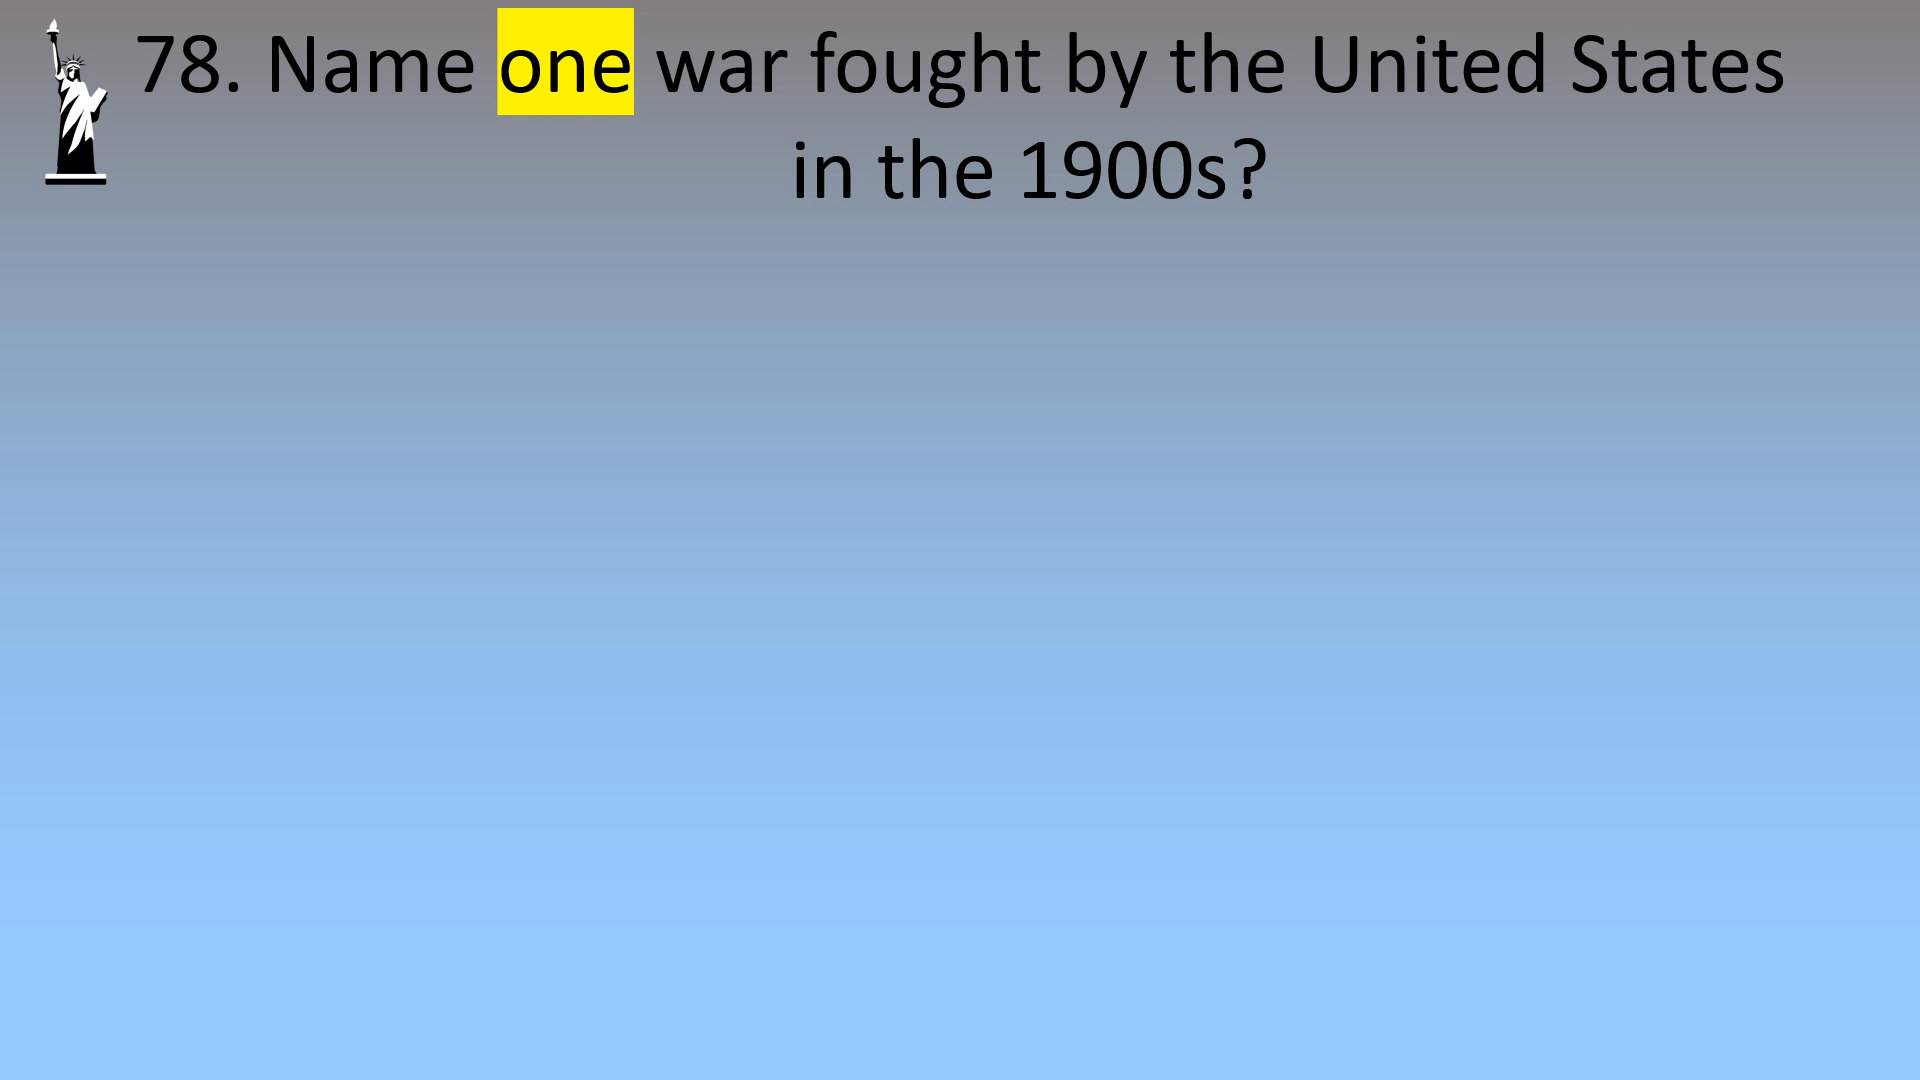 78. Name one war fought by the United States
in the 1900s?